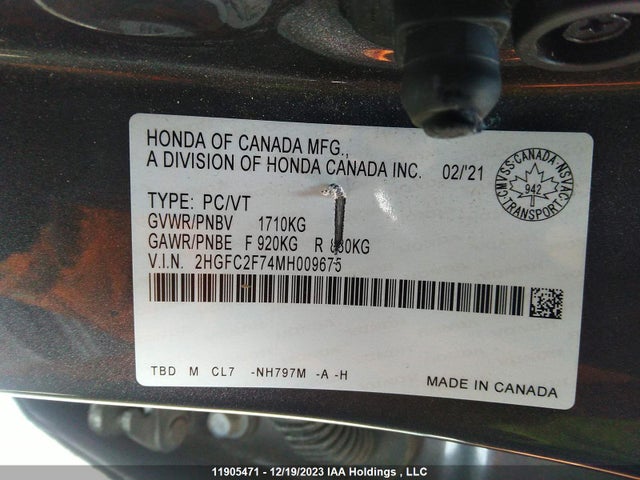 HONDA OF CANADA MFG.,
A DIVISION OF HONDA CANADA INC. 02/'21
CMVSS·CANADA·NSVAC
942
TRANSPORT
TYPE: PC/VT
GVWR/PNBV 1710KG
GAWR/PNBE F 920KG R
V.I.N. 2HGFC2F74MH009675
TBD M CL7 -NH797M -A -H
MADE IN CANADA
11905471 - 12/19/2023 IAA Holdings , LLC